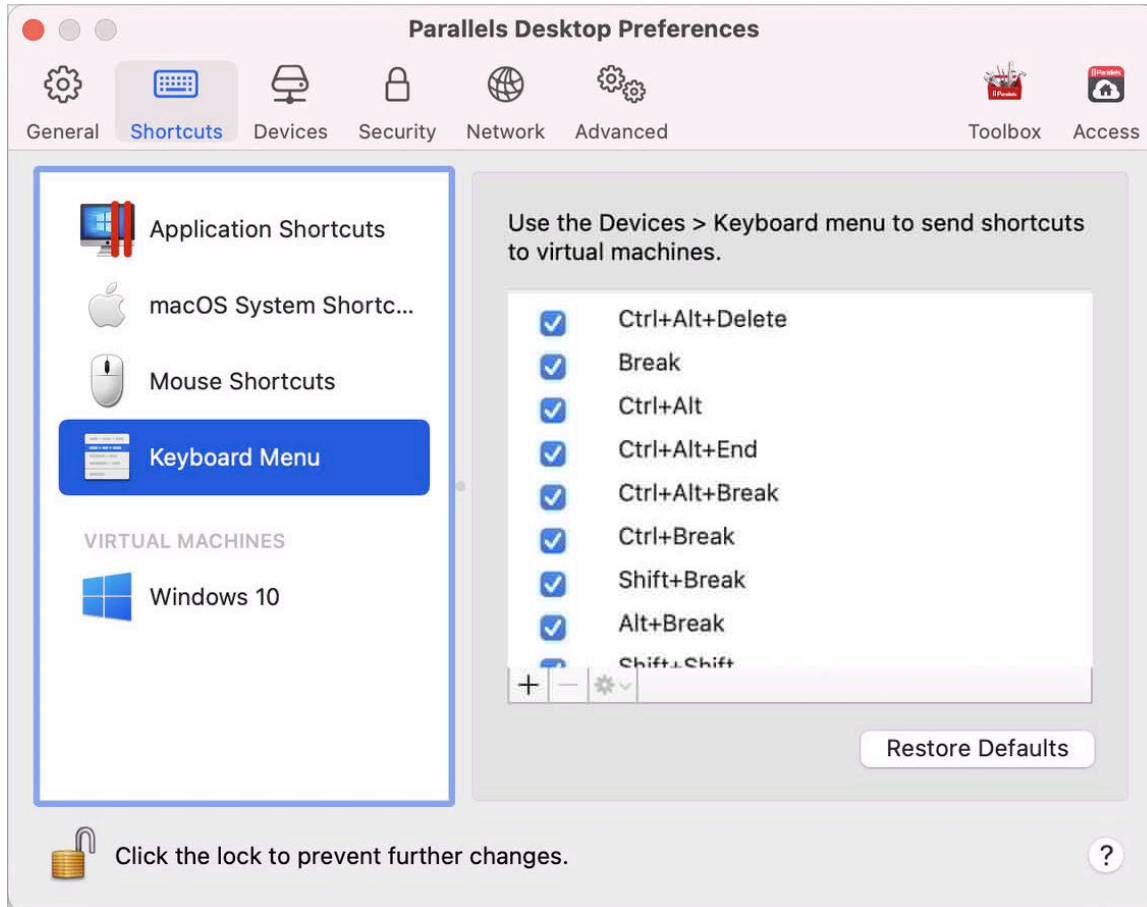 Parallels Desktop Preferences
General Shortcuts Devices Security Network Advanced Toolbox Access
Application Shortcuts
macOS System Shortc...
Mouse Shortcuts
Keyboard Menu
VIRTUAL MACHINES
Windows 10
Use the Devices > Keyboard menu to send shortcuts
to virtual machines.
Ctrl+Alt+Delete
Break
Ctrl+Alt
Ctrl+Alt+End
Ctrl+Alt+Break
Ctrl+Break
Shift+Break
Alt+Break
Shift+Shift
Restore Defaults
Click the lock to prevent further changes.
?